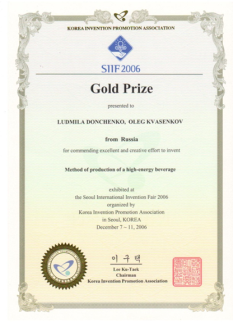 KOREA INVENTION PROMOTION ASSOCIATION
SIIF 2006
Gold Prize
presented to
LUDMILA DONCHENKO, OLEG KVASENKOV
from Russia
for commending excellent and creative effort to invent
Method of production of a high-energy beverage
exhibited at
the Seoul International Invention Fair 2006
organized by
Korea Invention Promotion Association
in Seoul, KOREA
December 7 – 11, 2006
이 구 택
Lee Ku-Taek
Chairman
Korea Invention Promotion Association